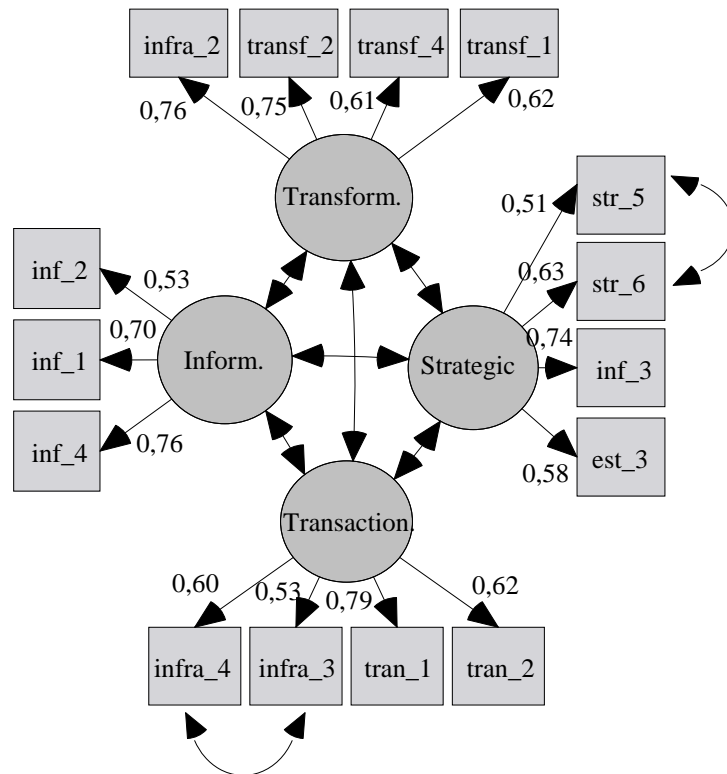 infra_2 transf_2 transf_4 transf_1
0,76 0,75 0,61 0,62
Transform.
str_5
0,51
inf_2
0,53
0,63
str_6
inf_1
0,70
Inform.
Strategic
0,74
inf_3
inf_4
0,76
est_3
0,58
Transaction.
0,60 0,53 0,79 0,62
infra_4 infra_3 tran_1 tran_2